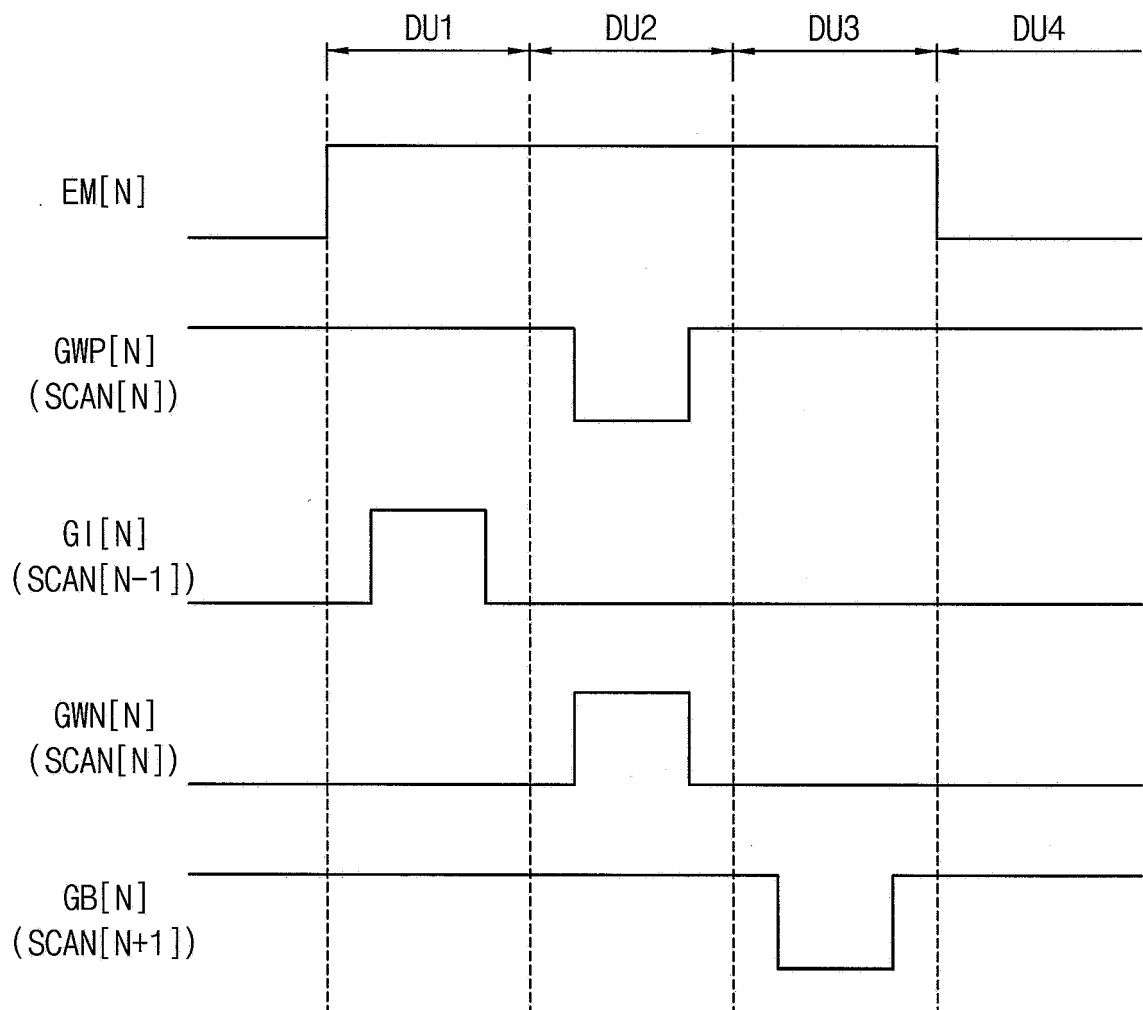 DU1 DU2 DU3 DU4
EM[N]
GWP[N]
(SCAN[N])
GI[N]
(SCAN[N-1])
GWN[N]
(SCAN[N])
GB[N]
(SCAN[N+1])